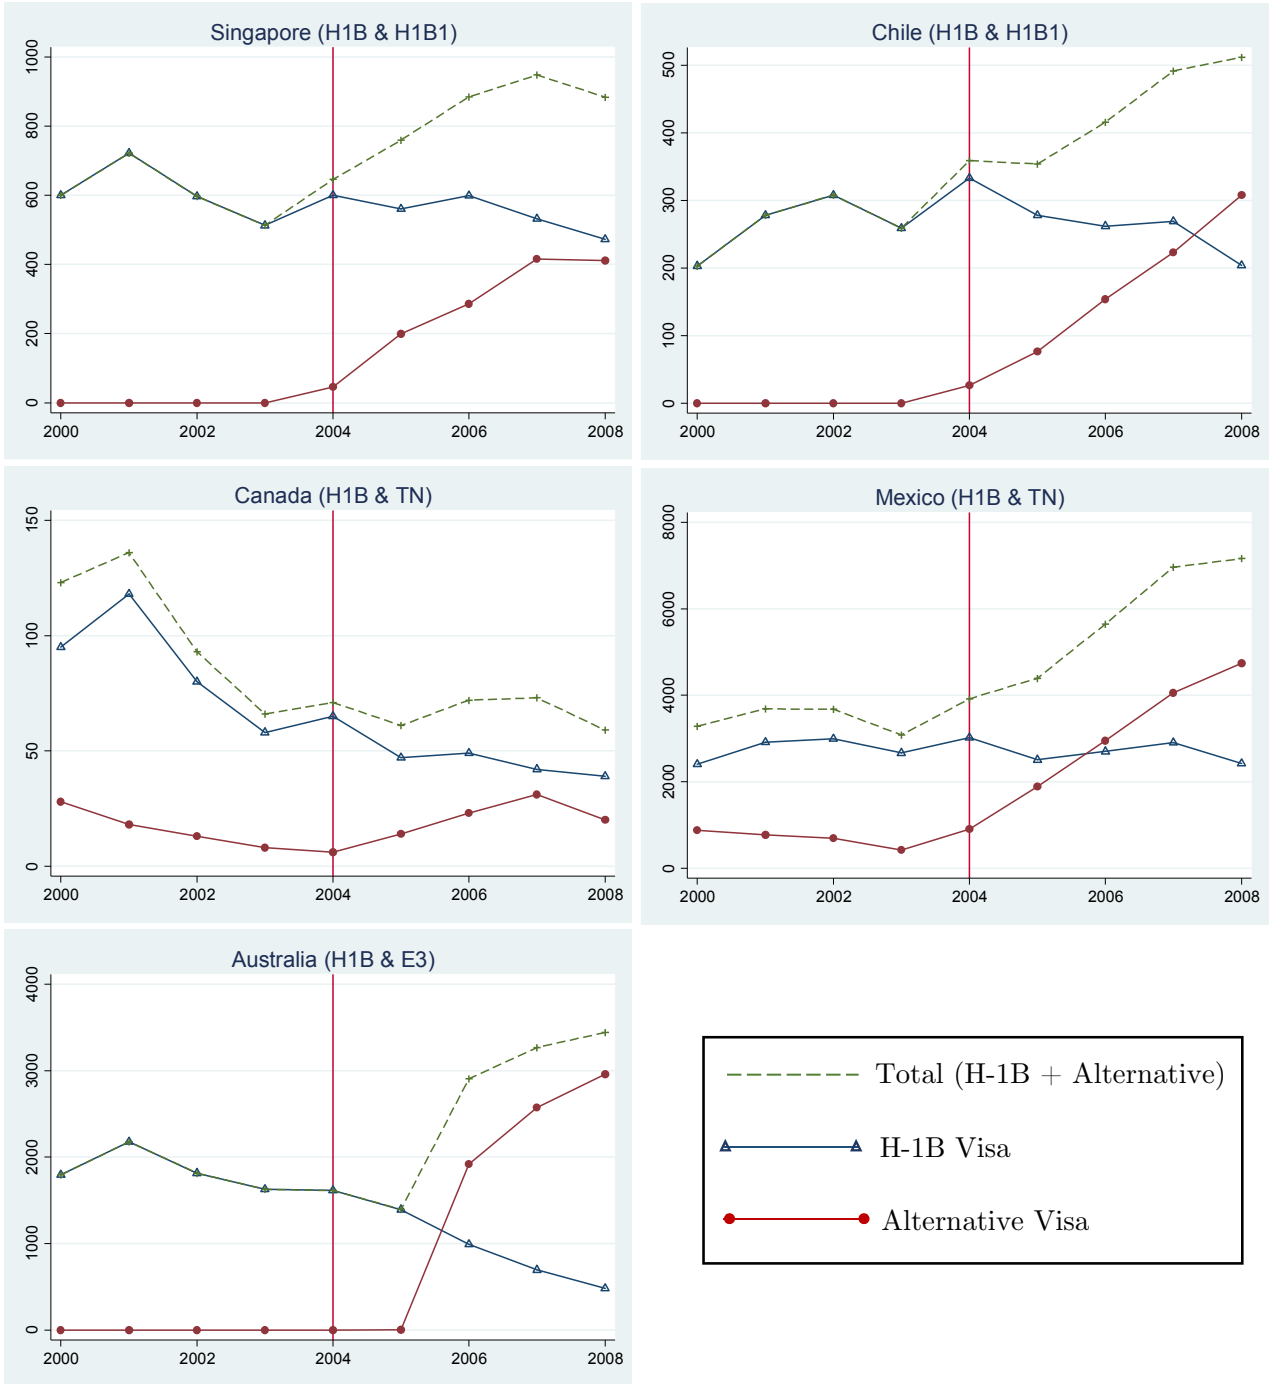 Singapore (H1B & H1B1)
1000
800
600
400
200
0
2000 2002 2004 2006 2008
Chile (H1B & H1B1)
500
400
300
200
100
0
2000 2002 2004 2006 2008
Canada (H1B & TN)
150
100
50
0
2000 2002 2004 2006 2008
Mexico (H1B & TN)
8000
6000
4000
2000
0
2000 2002 2004 2006 2008
Australia (H1B & E3)
4000
3000
2000
1000
0
2000 2002 2004 2006 2008
Total (H-1B + Alternative)
H-1B Visa
Alternative Visa